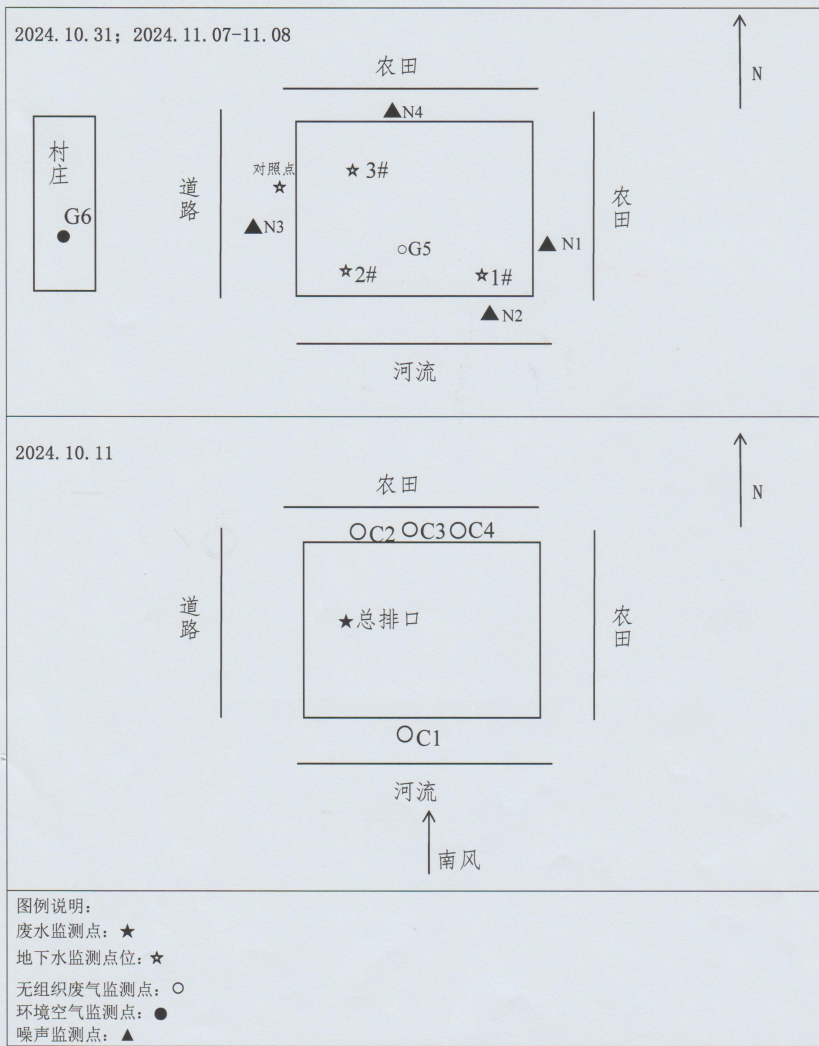 2024.10.31; 2024.11.07-11.08
农田
N
N4
村庄
道路
对照点
3#
农田
G6
N3
G5
N1
2#
1#
N2
河流
2024.10.11
农田
N
C2
C3
C4
道路
总排口
农田
C1
河流
南风
图例说明:
废水监测点: ★
地下水监测点位: ☆
无组织废气监测点: ○
环境空气监测点: ●
噪声监测点: ▲